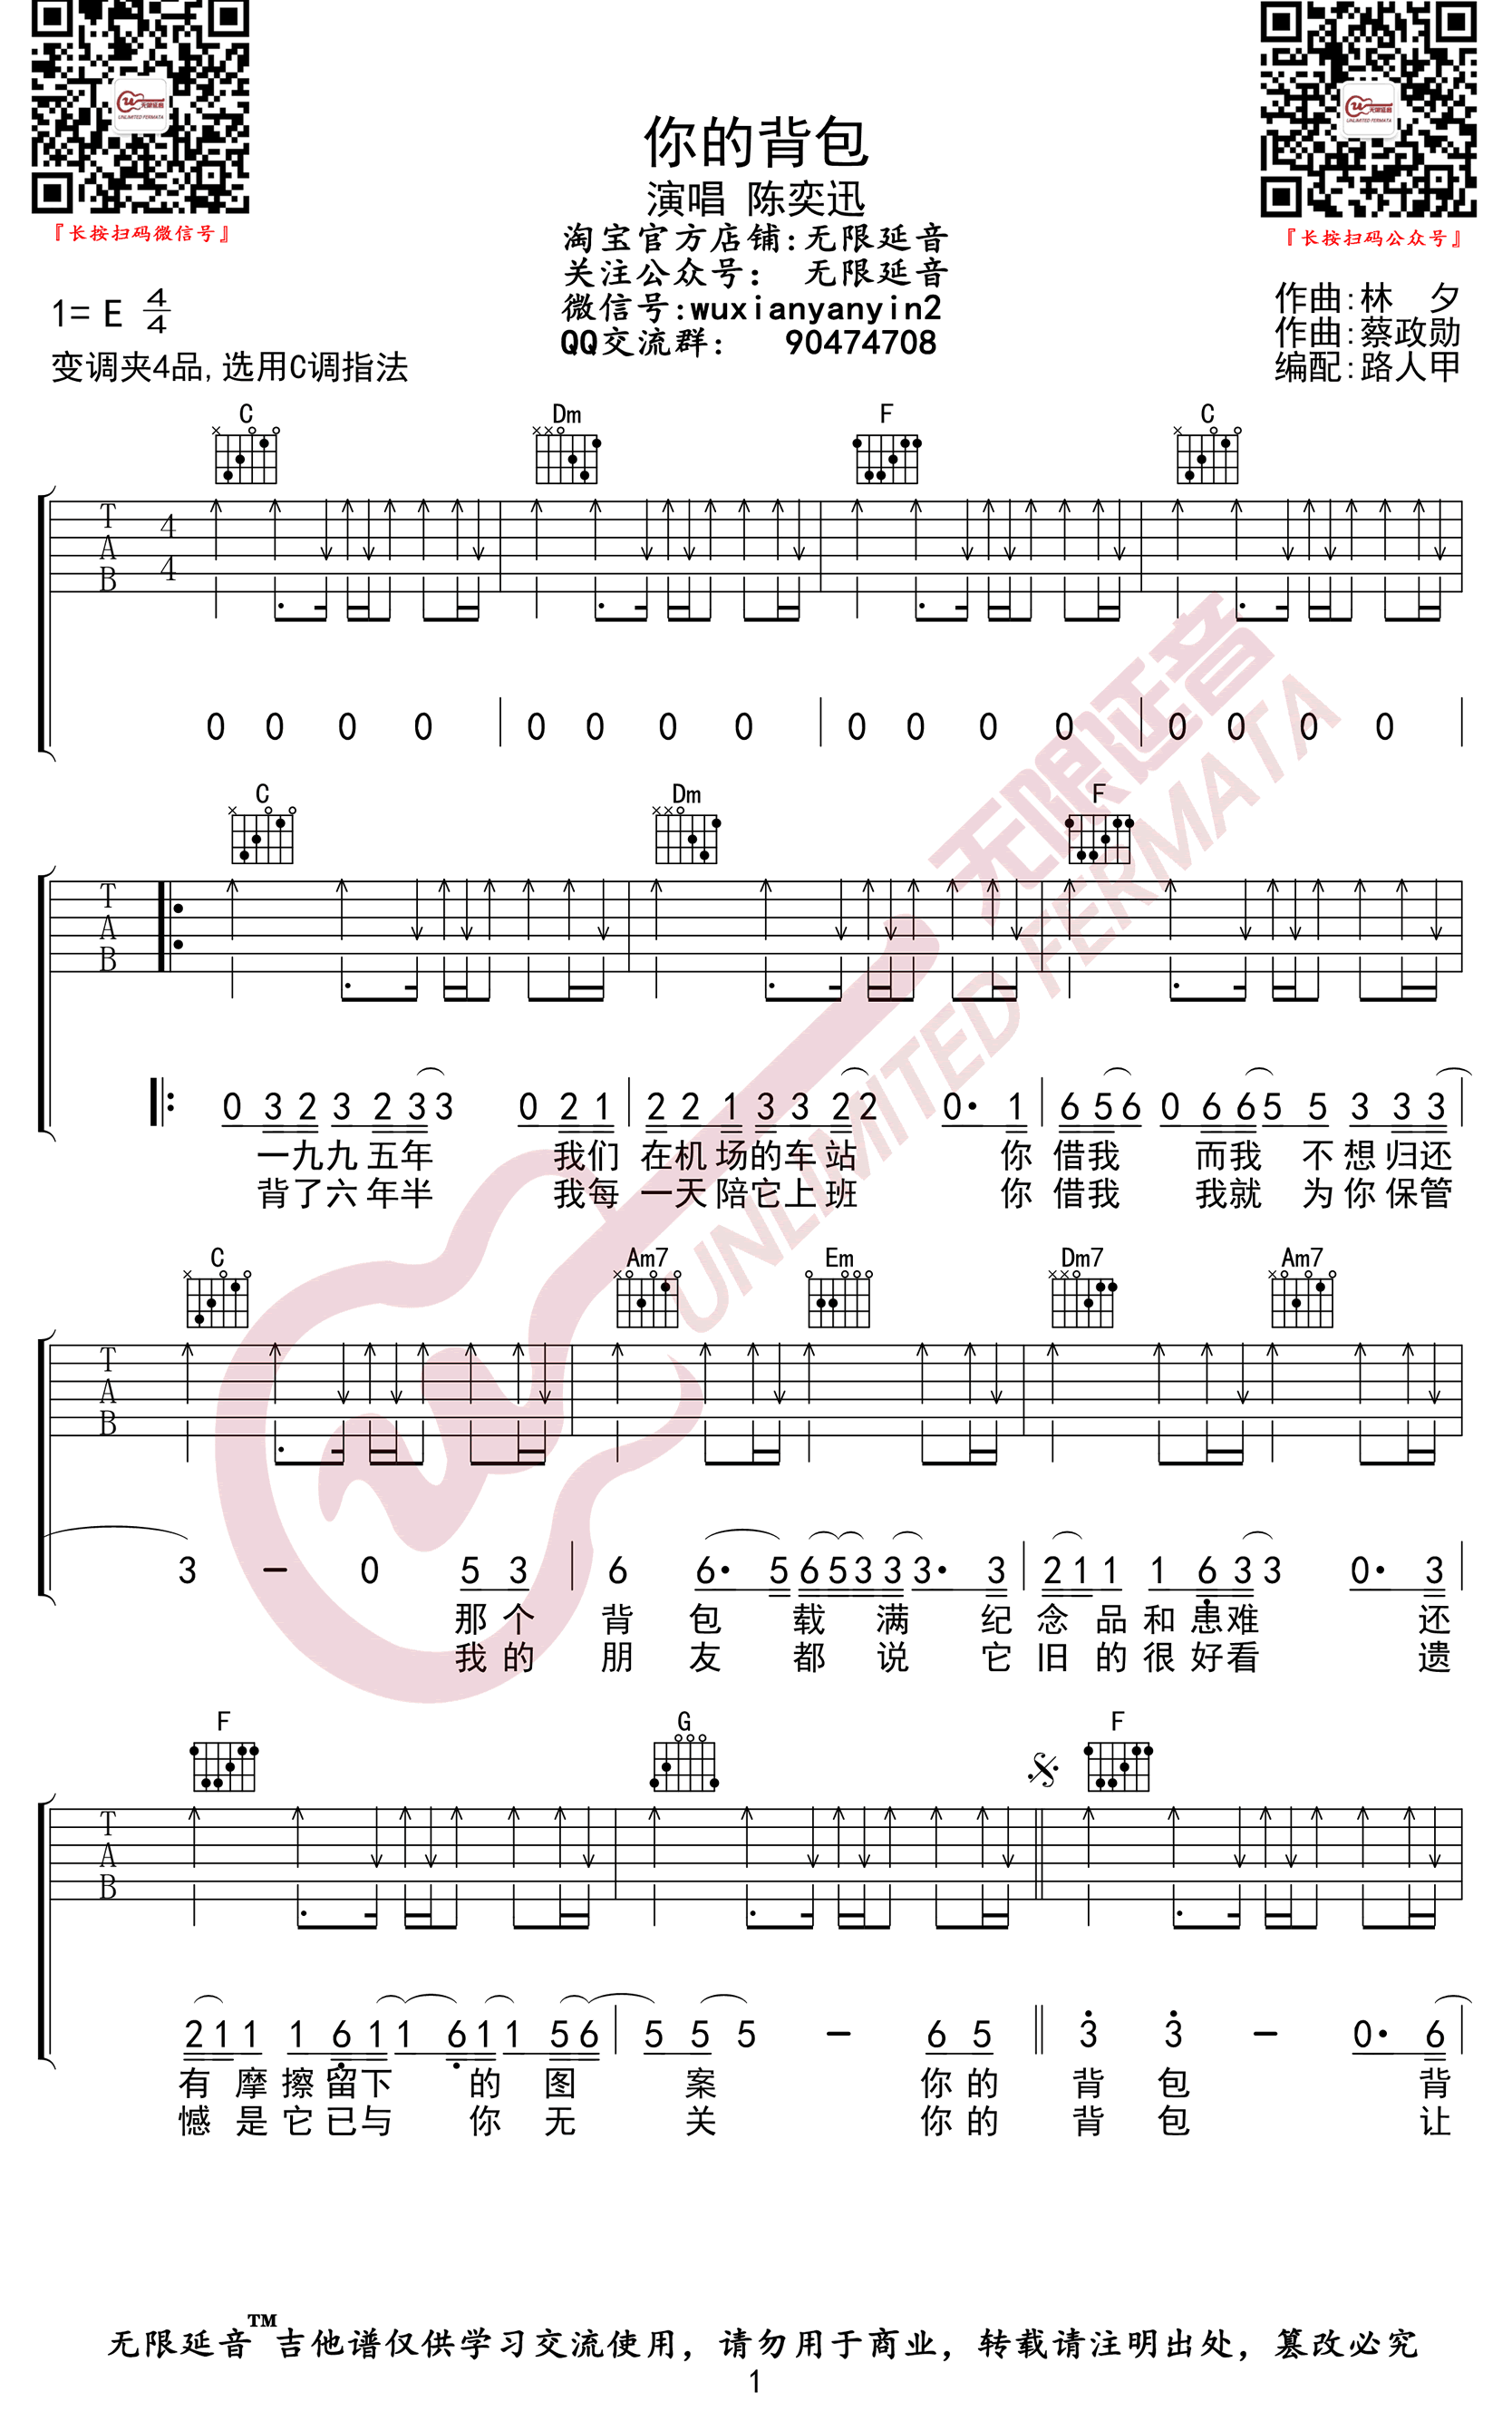 无限延音
UNLIMITED FERMATA
无限延音
UNLIMITED FERMATA
『长按扫码微信号』
『长按扫码公众号』
你的背包
演唱 陈奕迅
淘宝官方店铺:无限延音
关注公众号: 无限延音
微信号:wuxianyanyin2
QQ交流群: 90474708
1= E 4/4
变调夹4品,选用C调指法
作曲:林 夕
作曲:蔡政勋
编配:路人甲
C Dm F C
T A B 4 4
0 0 0 0 | 0 0 0 0 | 0 0 0 0 | 0 0 0 0 |
C Dm F
T A B
0 3 2 3 2 3 3 0 2 1 | 2 2 1 3 3 2 2 0· 1 | 6 5 6 0 6 6 5 5 3 3 3 |
一九九五年 我们 在机场的车站 你 借我 而我 不想归还
背了六年半 我每 一天陪它上班 你 借我 我就 为你保管
C Am7 Em Dm7 Am7
T A B
3 - 0 5 3 | 6 6· 5 6 5 3 3 3· 3 | 2 1 1 1 6 3 3 0· 3 |
那个 背包载满纪念品和患难 还
我的 朋友都说它旧的很好看 遗
F G F
T A B
2 1 1 1 6 1 1 6 1 1 5 6 | 5 5 5 - 6 5 || 3 3 - 0· 6 |
有摩擦留下的图案 你的 背包 背
憾是它已与你无关 你的 背包 让
无限延音
UNLIMITED FERMATA
无限延音™吉他谱仅供学习交流使用，请勿用于商业，转载请注明出处，篡改必究
1